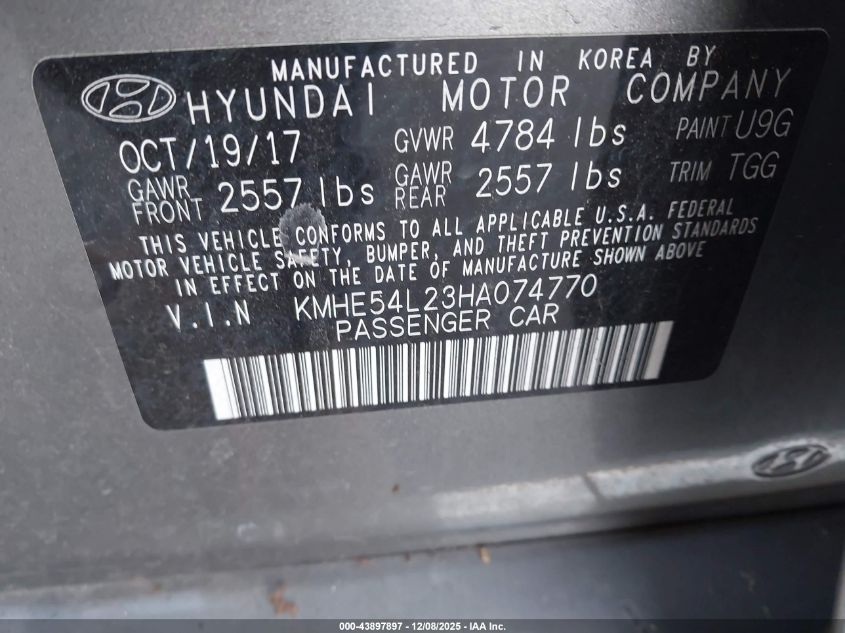 MANUFACTURED IN KOREA BY
HYUNDAI MOTOR COMPANY
OCT/19/17 GVWR 4784 lbs PAINT U9G
GAWR FRONT 2557 lbs GAWR REAR 2557 lbs TRIM TGG
THIS VEHICLE CONFORMS TO ALL APPLICABLE U.S.A. FEDERAL
MOTOR VEHICLE SAFETY, BUMPER, AND THEFT PREVENTION STANDARDS
IN EFFECT ON THE DATE OF MANUFACTURE SHOWN ABOVE
V.I.N KMHE54L23HA074770
PASSENGER CAR
000-43897897 - 12/08/2025 - IAA Inc.